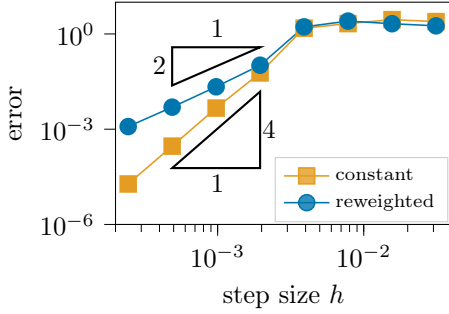 10^0
10^{-3}
10^{-6}
error
1
2
4
1
constant
reweighted
10^{-3}
10^{-2}
step size h